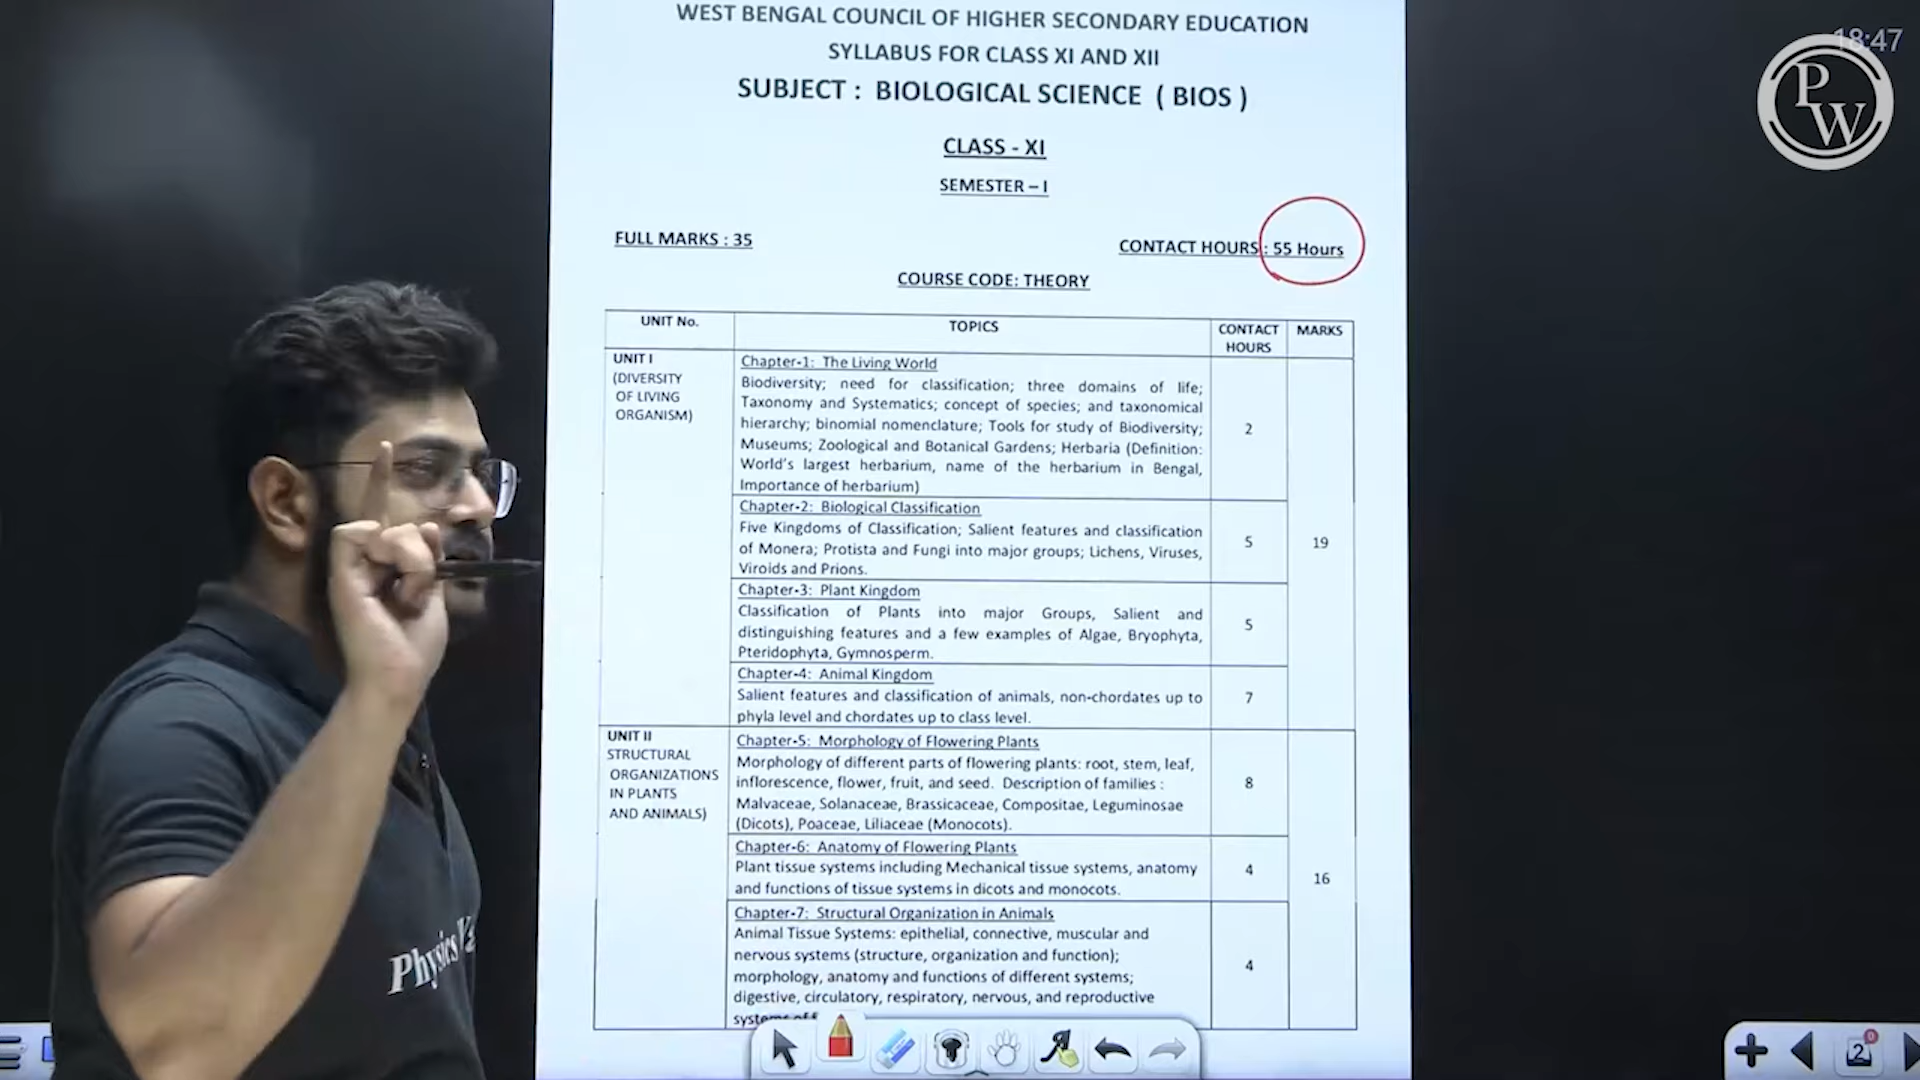 WEST BENGAL COUNCIL OF HIGHER SECONDARY EDUCATION
SYLLABUS FOR CLASS XI AND XII
SUBJECT : BIOLOGICAL SCIENCE ( BIOS )
CLASS - XI
SEMESTER – I
FULL MARKS : 35
CONTACT HOURS : 55 Hours
COURSE CODE: THEORY
UNIT No.
TOPICS
CONTACT
HOURS
MARKS
UNIT I
(DIVERSITY
OF LIVING
ORGANISM)
Chapter-1: The Living World
Biodiversity; need for classification; three domains of life;
Taxonomy and Systematics; concept of species; and taxonomical
hierarchy; binomial nomenclature; Tools for study of Biodiversity;
Museums; Zoological and Botanical Gardens; Herbaria (Definition:
World's largest herbarium, name of the herbarium in Bengal,
Importance of herbarium)
2
Chapter-2: Biological Classification
Five Kingdoms of Classification; Salient features and classification
of Monera; Protista and Fungi into major groups; Lichens, Viruses,
Viroids and Prions.
5
19
Chapter-3: Plant Kingdom
Classification of Plants into major Groups, Salient and
distinguishing features and a few examples of Algae, Bryophyta,
Pteridophyta, Gymnosperm.
5
Chapter-4: Animal Kingdom
Salient features and classification of animals, non-chordates up to
phyla level and chordates up to class level.
7
UNIT II
STRUCTURAL
ORGANIZATIONS
IN PLANTS
AND ANIMALS)
Chapter-5: Morphology of Flowering Plants
Morphology of different parts of flowering plants: root, stem, leaf,
inflorescence, flower, fruit, and seed. Description of families :
Malvaceae, Solanaceae, Brassicaceae, Compositae, Leguminosae
(Dicots), Poaceae, Liliaceae (Monocots).
8
Chapter-6: Anatomy of Flowering Plants
Plant tissue systems including Mechanical tissue systems, anatomy
and functions of tissue systems in dicots and monocots.
4
16
Chapter-7: Structural Organization in Animals
Animal Tissue Systems: epithelial, connective, muscular and
nervous systems (structure, organization and function);
morphology, anatomy and functions of different systems;
digestive, circulatory, respiratory, nervous, and reproductive
systems of
4
18:47
PW
Physics
2
0